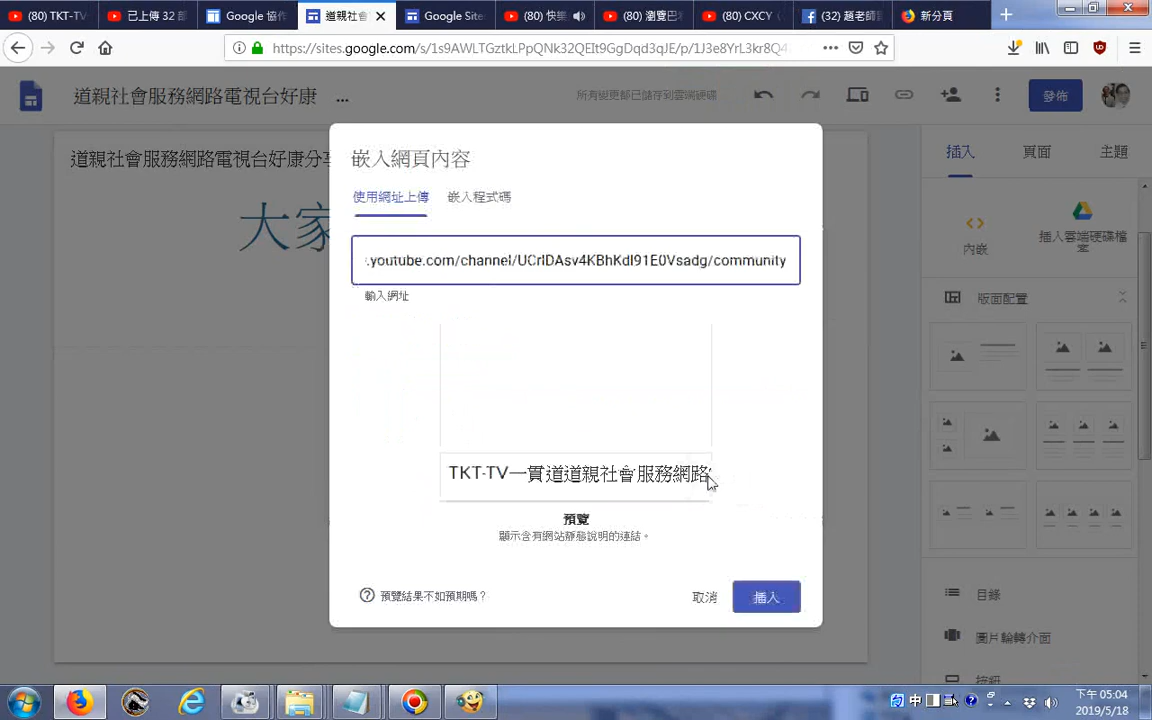 (80) TKT-TV
已上傳 32 部
Google 協作
道親社會
Google Site
(80) 快樂
(80) 瀏覽巴
(80) CXCY
(32) 趙老師
新分頁
https://sites.google.com/s/1s9AWLTGztkLPpQNk32QEIt9GgDqd3qJE/p/1J3e8YrL3kr8Q4
道親社會服務網路電視台好康
所有變更都已儲存到雲端硬碟
發佈
道親社會服務網路電視台好康分享
大家
嵌入網頁內容
使用網址上傳
嵌入程式碼
.youtube.com/channel/UCrIDAsv4KBhKdI91E0Vsadg/community
輸入網址
TKT-TV一貫道道親社會服務網路
預覽
顯示含有網站靜態說明的連結。
預覽結果不如預期嗎？
取消
插入
插入
頁面
主題
內嵌
插入雲端硬碟檔
案
版面配置
目錄
圖片輪轉介面
按鈕
中
下午 05:04
2019/5/18